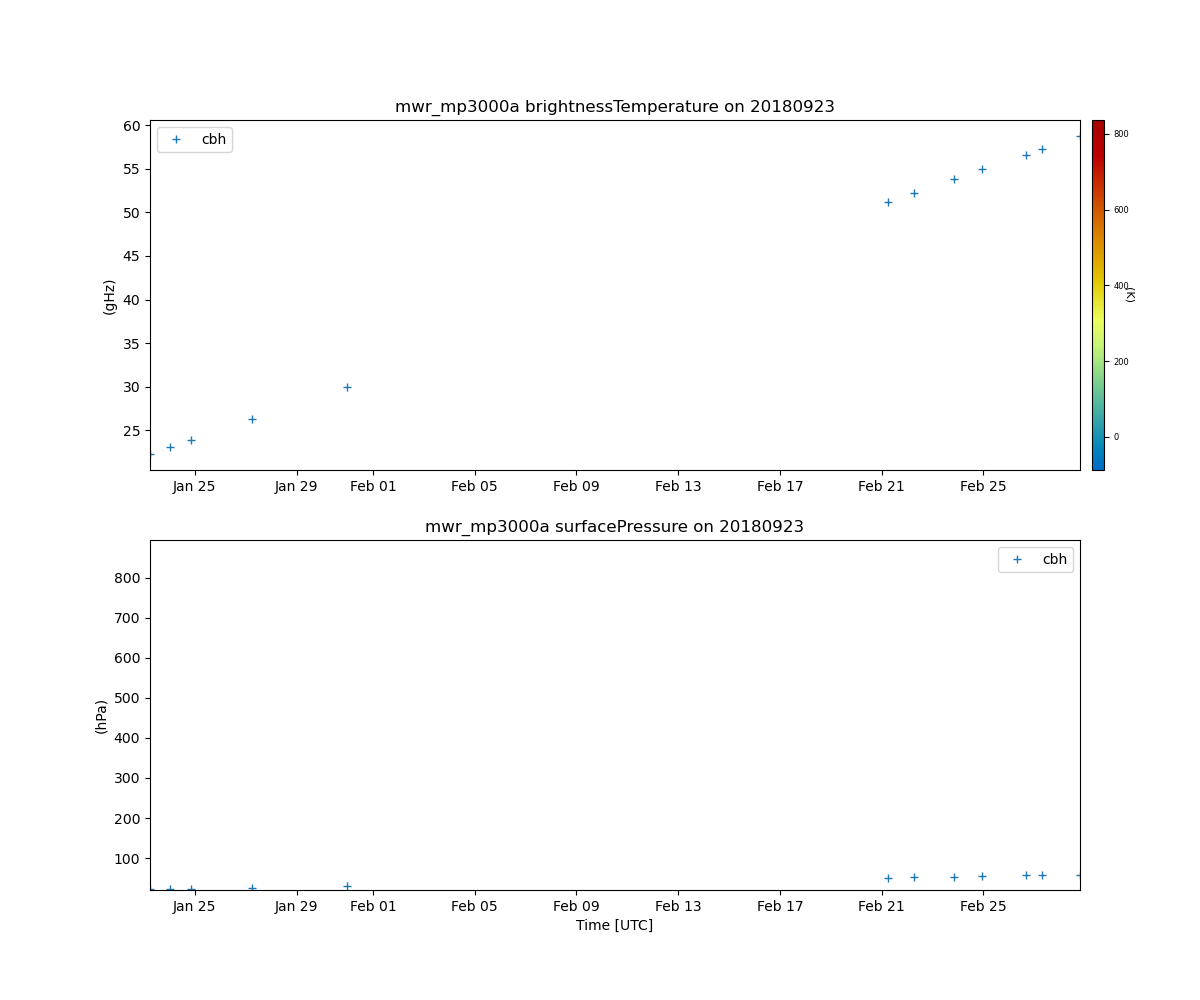 mwr_mp3000a brightnessTemperature on 20180923
cbh
60
55
50
45
40
35
30
25
(gHz)
Jan 25 Jan 29 Feb 01 Feb 05 Feb 09 Feb 13 Feb 17 Feb 21 Feb 25
800
600
400
200
0
(K)
mwr_mp3000a surfacePressure on 20180923
cbh
800
700
600
500
400
300
200
100
(hPa)
Jan 25 Jan 29 Feb 01 Feb 05 Feb 09 Feb 13 Feb 17 Feb 21 Feb 25
Time [UTC]